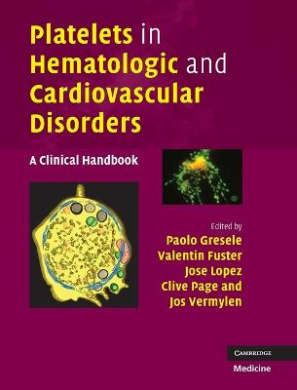 Platelets in
Hematologic and
Cardiovascular
Disorders
A Clinical Handbook
Edited by
Paolo Gresele
Valentin Fuster
Jose Lopez
Clive Page and
Jos Vermylen
CAMBRIDGE
Medicine